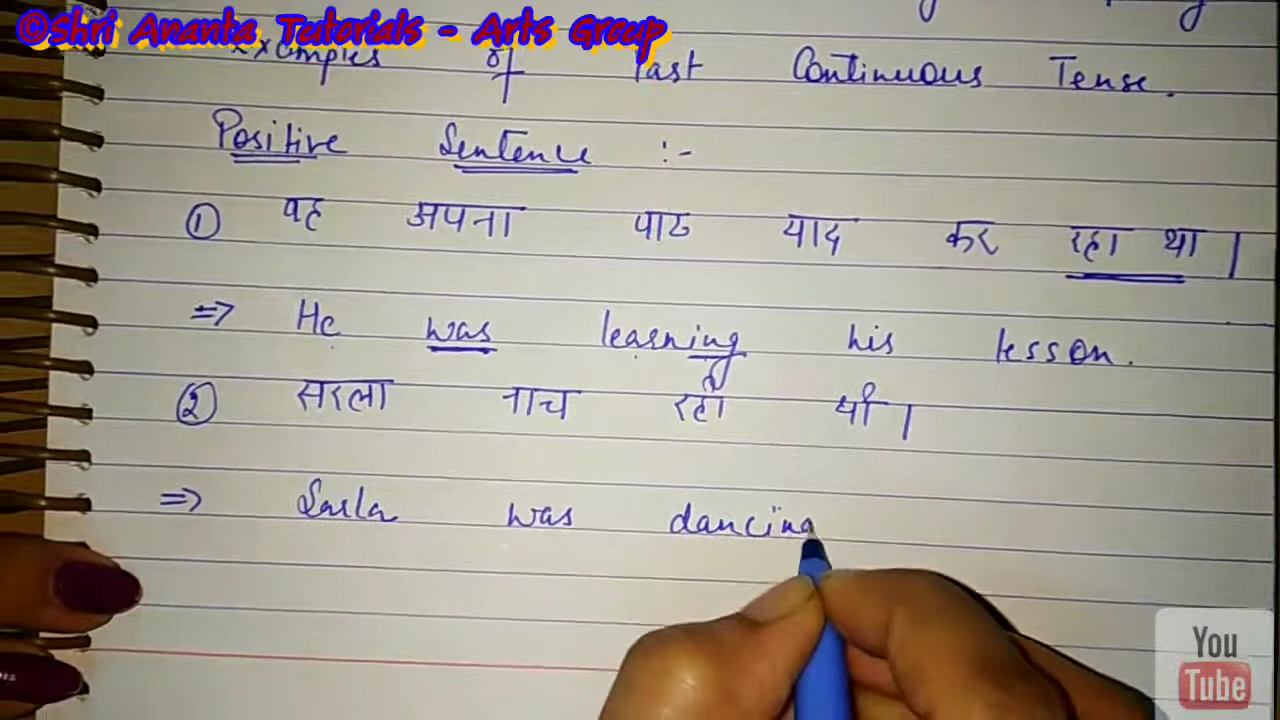 ©Shri Ananta Tutorials - Arts Group
Examples of Past Continuous Tense.
Positive Sentence :-
① वह अपना पाठ याद कर रहा था |
=> He was learning his lesson.
② सरला नाच रही थी |
=> Sarla was dancing
You
Tube